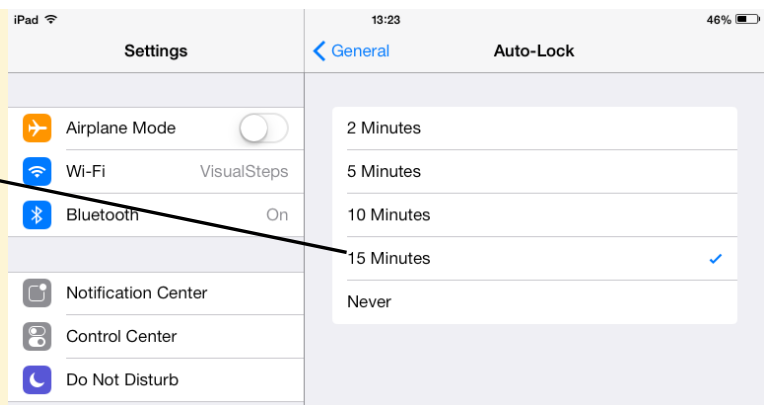 iPad 13:23 46%
Settings
General Auto-Lock
Airplane Mode
Wi-Fi VisualSteps
Bluetooth On
Notification Center
Control Center
Do Not Disturb
2 Minutes
5 Minutes
10 Minutes
15 Minutes
Never